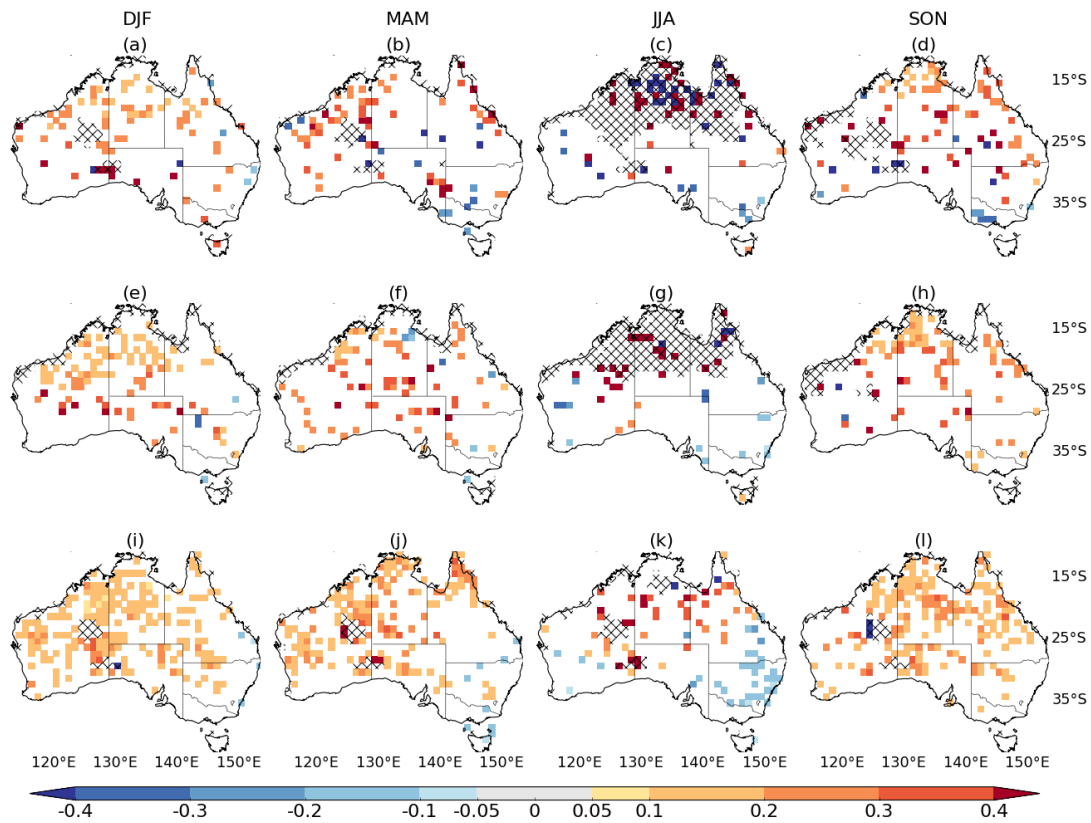 DJF MAM JJA SON
(a) (b) (c) (d)
15°S
25°S
35°S
(e) (f) (g) (h)
15°S
25°S
35°S
(i) (j) (k) (l)
15°S
25°S
35°S
120°E 130°E 140°E 150°E 120°E 130°E 140°E 150°E 120°E 130°E 140°E 150°E 120°E 130°E 140°E 150°E
-0.4 -0.3 -0.2 -0.1 -0.05 0 0.05 0.1 0.2 0.3 0.4